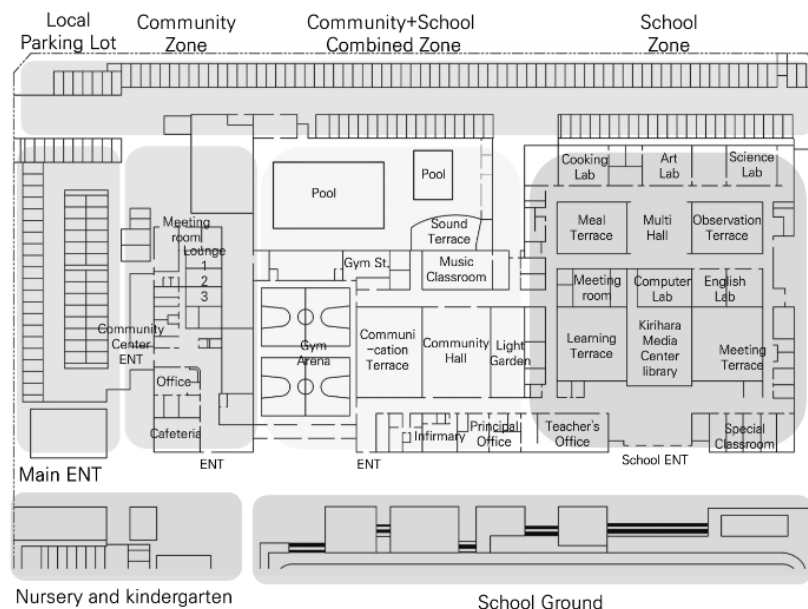 Local
Parking Lot
Community
Zone
Community+School
Combined Zone
School
Zone
Cooking
Lab
Art
Lab
Science
Lab
Pool
Pool
Meeting
room
Lounge
1
2
3
Sound
Terrace
Meal
Terrace
Multi
Hall
Observation
Terrace
Gym St.
Music
Classroom
Meeting
room
Computer
Lab
English
Lab
Community
Center
ENT
Gym
Arena
Communi
-cation
Terrace
Community
Hall
Light
Garden
Learning
Terrace
Kirihara
Media
Center
library
Meeting
Terrace
Office
Cafeteria
Infirmary
Principal
Office
Teacher's
Office
Special
Classroom
Main ENT
ENT
ENT
School ENT
Nursery and kindergarten
School Ground